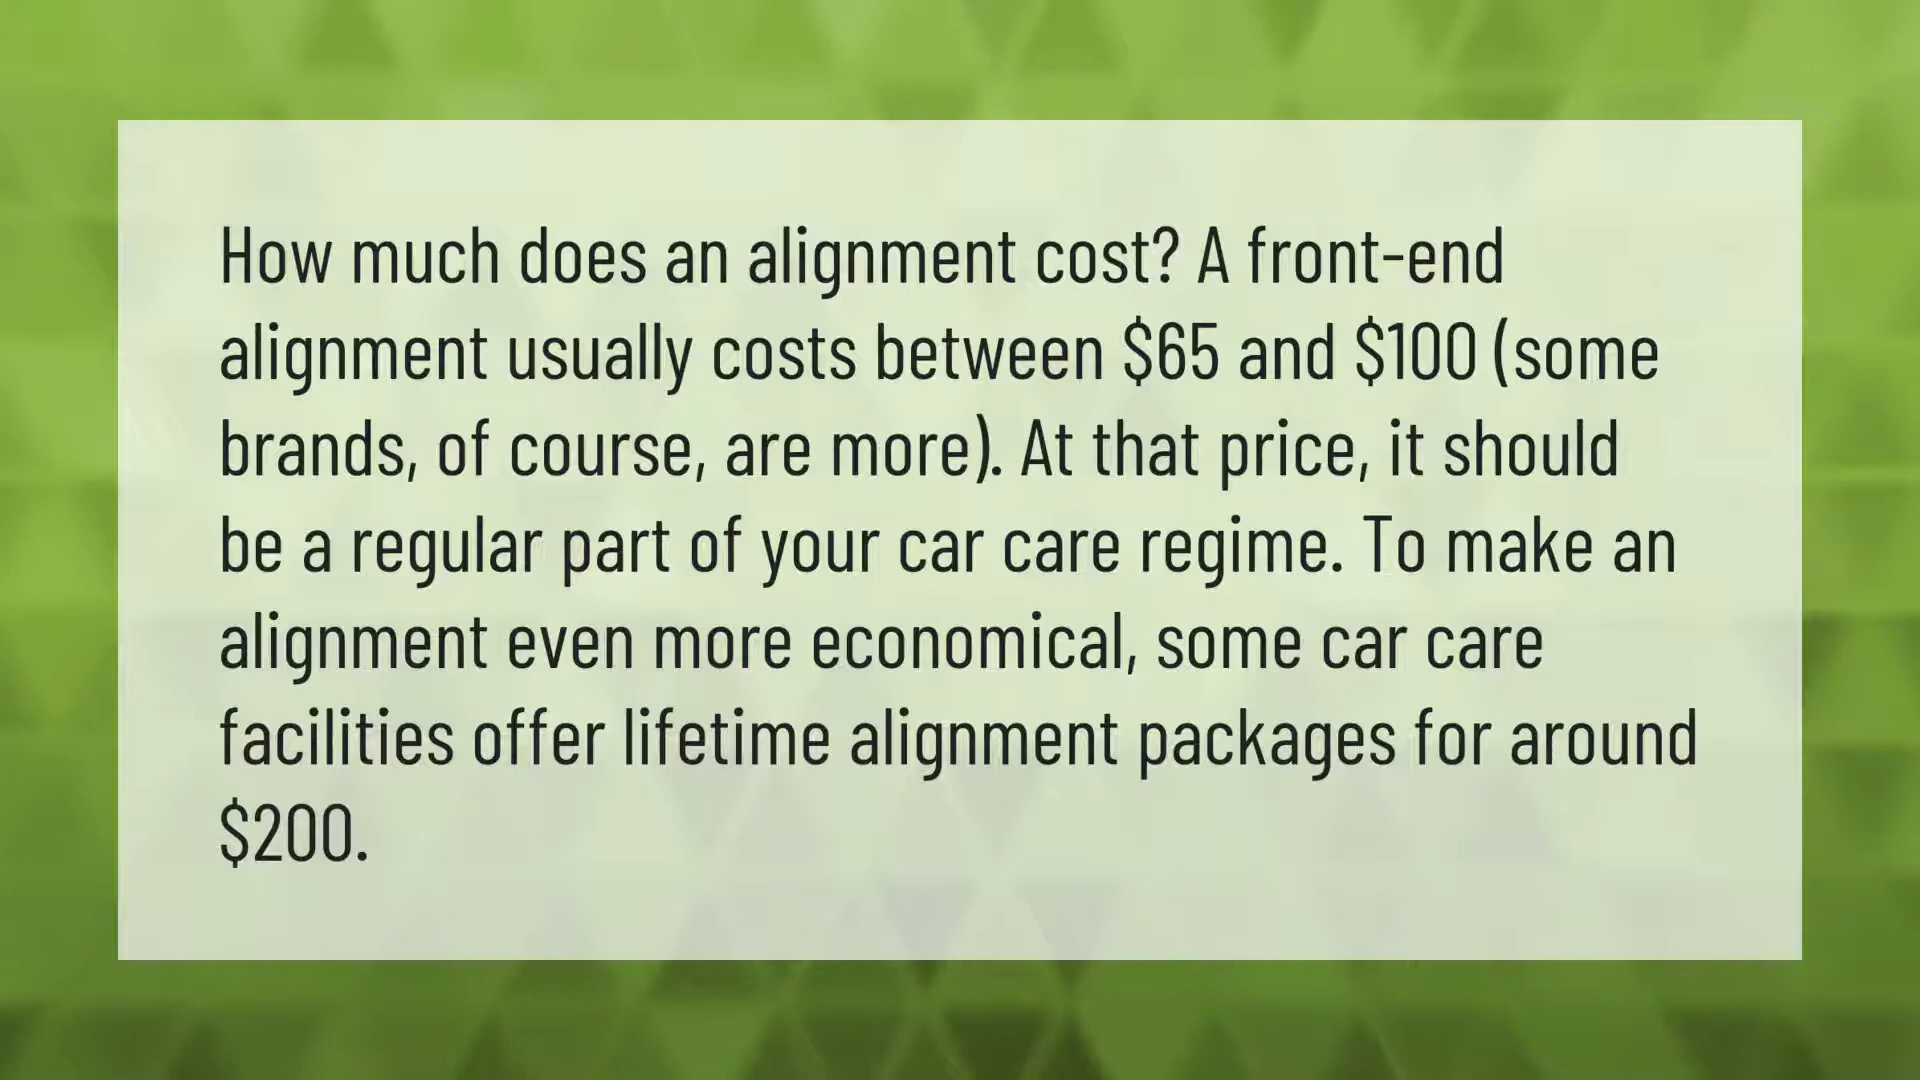 How much does an alignment cost? A front-end
alignment usually costs between $65 and $100 (some
brands, of course, are more). At that price, it should
be a regular part of your car care regime. To make an
alignment even more economical, some car care
facilities offer lifetime alignment packages for around
$200.